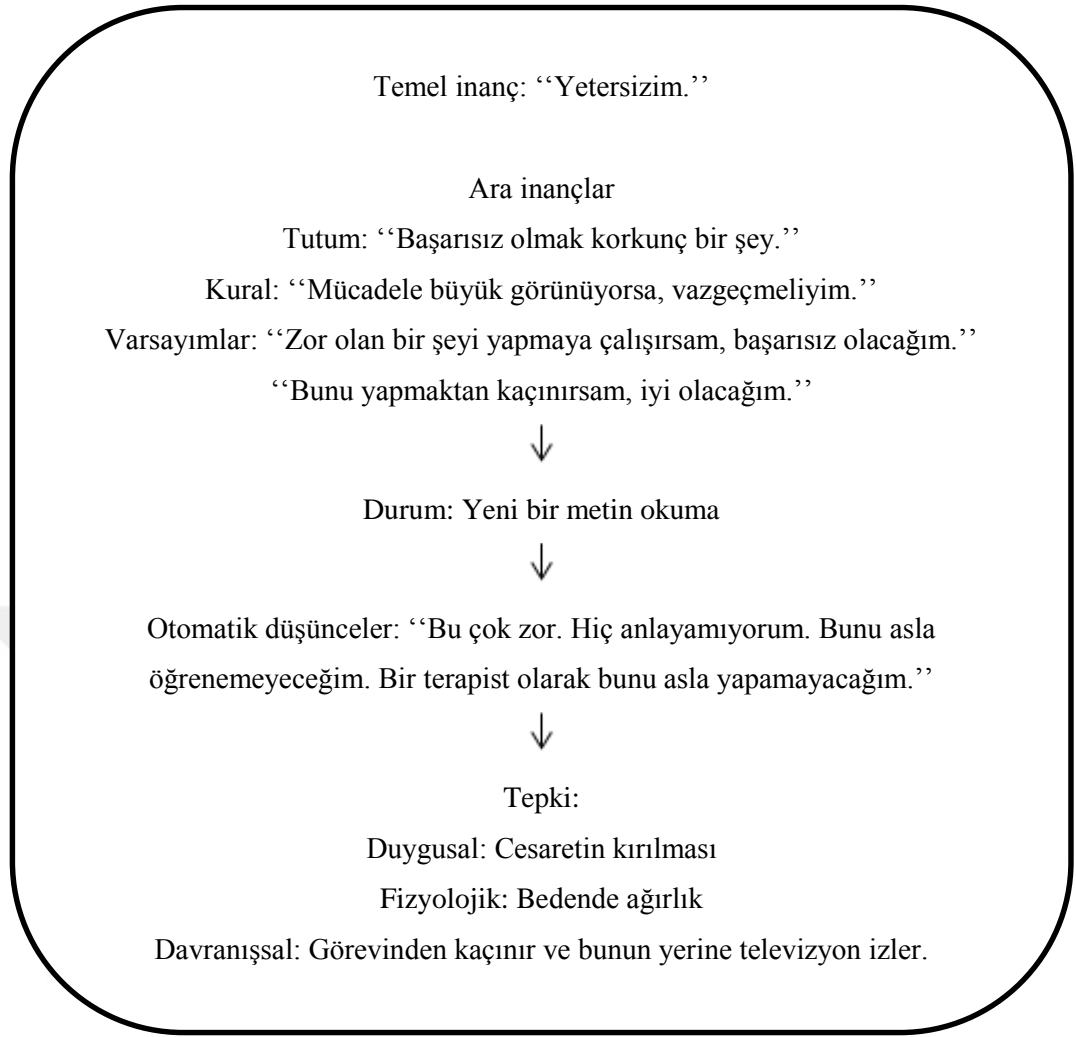 Temel inanç: ‘‘Yetersizim.’’
Ara inançlar
Tutum: ‘‘Başarısız olmak korkunç bir şey.’’
Kural: ‘‘Mücadele büyük görünüyorsa, vazgeçmeliyim.’’
Varsayımlar: ‘‘Zor olan bir şeyi yapmaya çalışırsam, başarısız olacağım.’’
‘‘Bunu yapmaktan kaçınırsam, iyi olacağım.’’
Durum: Yeni bir metin okuma
Otomatik düşünceler: ‘‘Bu çok zor. Hiç anlayamıyorum. Bunu asla
öğrenemeyeceğim. Bir terapist olarak bunu asla yapamayacağım.’’
Tepki:
Duygusal: Cesaretin kırılması
Fizyolojik: Bedende ağırlık
Davranışsal: Görevinden kaçınır ve bunun yerine televizyon izler.